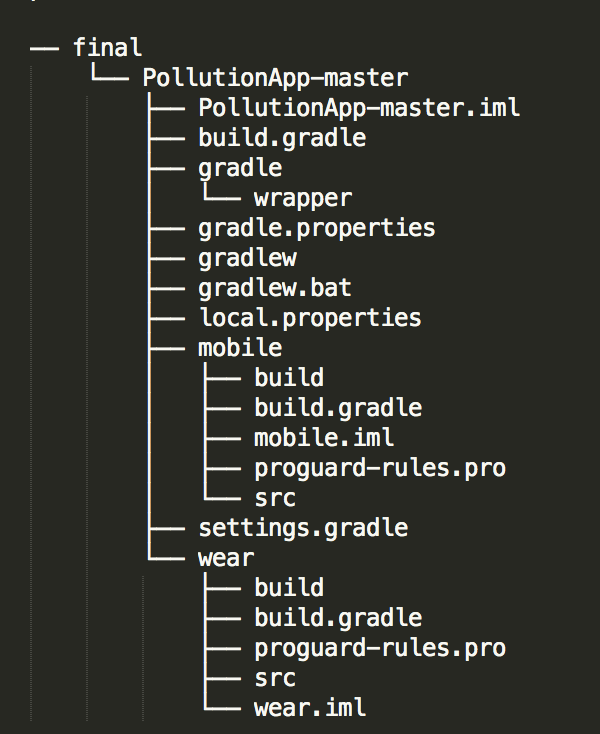 ── final
    └── PollutionApp-master
        ├── PollutionApp-master.iml
        ├── build.gradle
        ├── gradle
        │   └── wrapper
        ├── gradle.properties
        ├── gradlew
        ├── gradlew.bat
        ├── local.properties
        ├── mobile
        │   ├── build
        │   ├── build.gradle
        │   ├── mobile.iml
        │   ├── proguard-rules.pro
        │   └── src
        ├── settings.gradle
        └── wear
            ├── build
            ├── build.gradle
            ├── proguard-rules.pro
            ├── src
            └── wear.iml